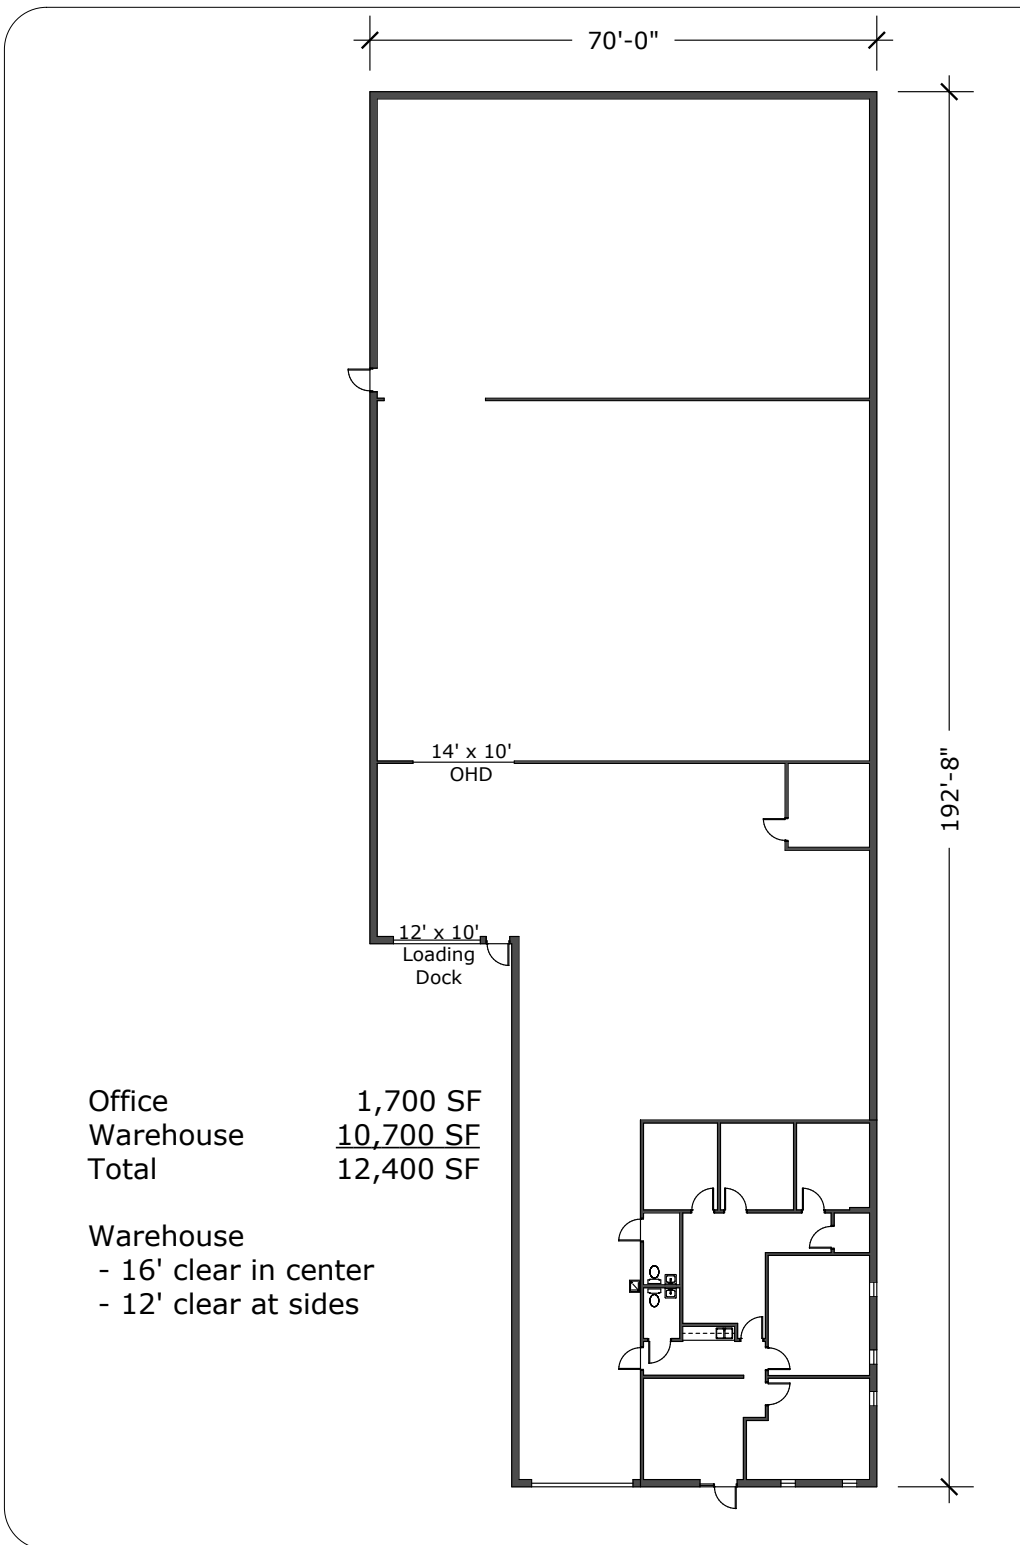 70'-0"
192'-8"
14' x 10'
OHD
12' x 10'
Loading
Dock
Office 1,700 SF
Warehouse 10,700 SF
Total 12,400 SF
Warehouse
- 16' clear in center
- 12' clear at sides